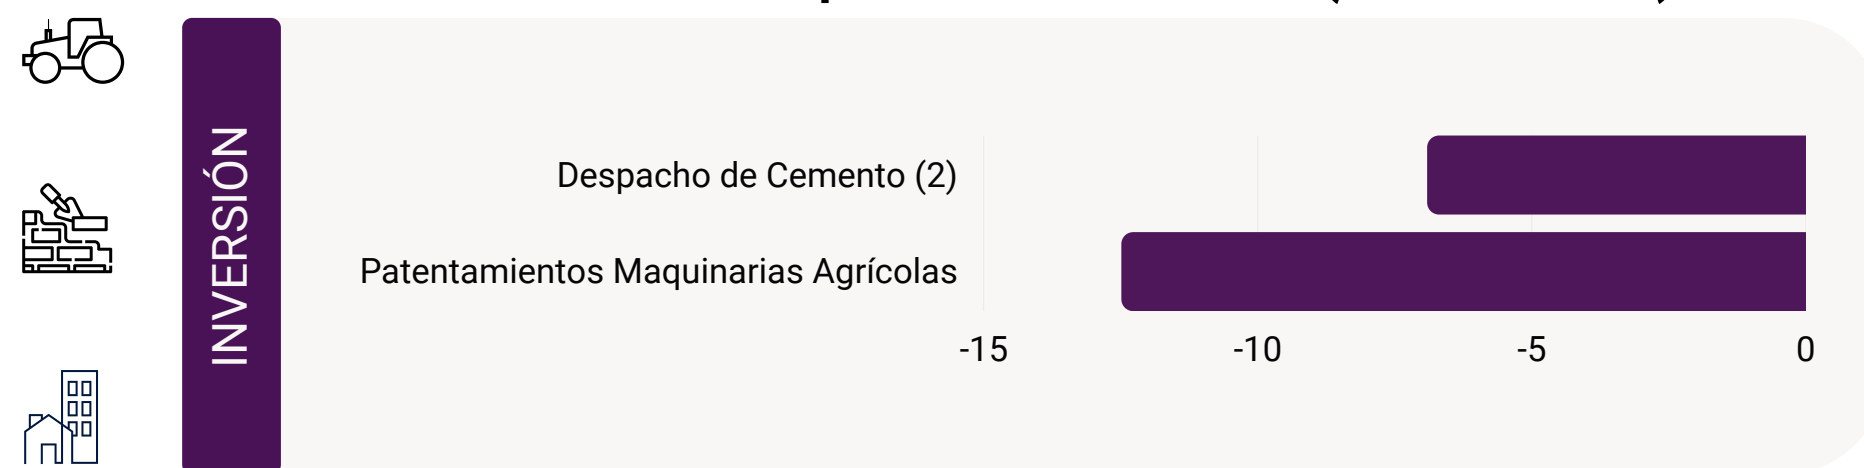 INVERSIÓN
Despacho de Cemento (2)
Patentamientos Maquinarias Agrícolas
-15 -10 -5 0